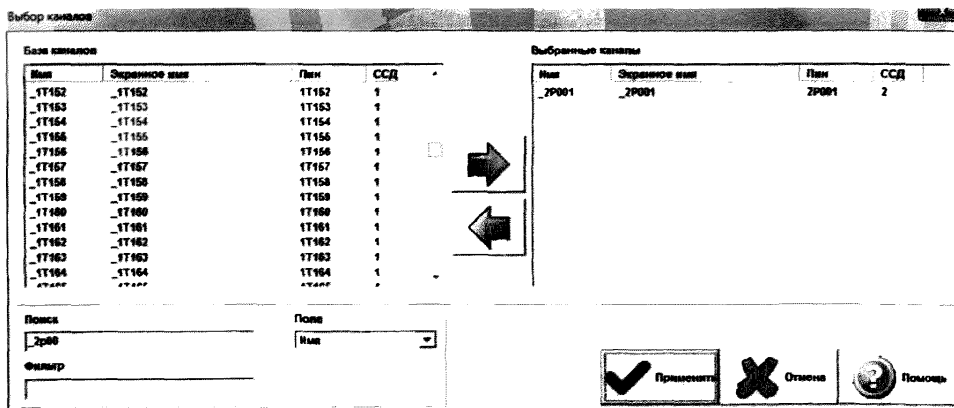 Выбор каналов
База каналов
Имя Экранное имя Пин ССД
_1T152 _1T152 1T152 1
_1T153 _1T153 1T153 1
_1T154 _1T154 1T154 1
_1T155 _1T155 1T155 1
_1T156 _1T156 1T156 1
_1T157 _1T157 1T157 1
_1T158 _1T158 1T158 1
_1T159 _1T159 1T159 1
_1T160 _1T160 1T160 1
_1T161 _1T161 1T161 1
_1T162 _1T162 1T162 1
_1T163 _1T163 1T163 1
_1T164 _1T164 1T164 1
Выбранные каналы
Имя Экранное имя Пин ССД
_2P001 _2P001 2P001 2
Поиск
_2p00
Поле
Имя
Фильтр
Применить
Отмена
Помощь